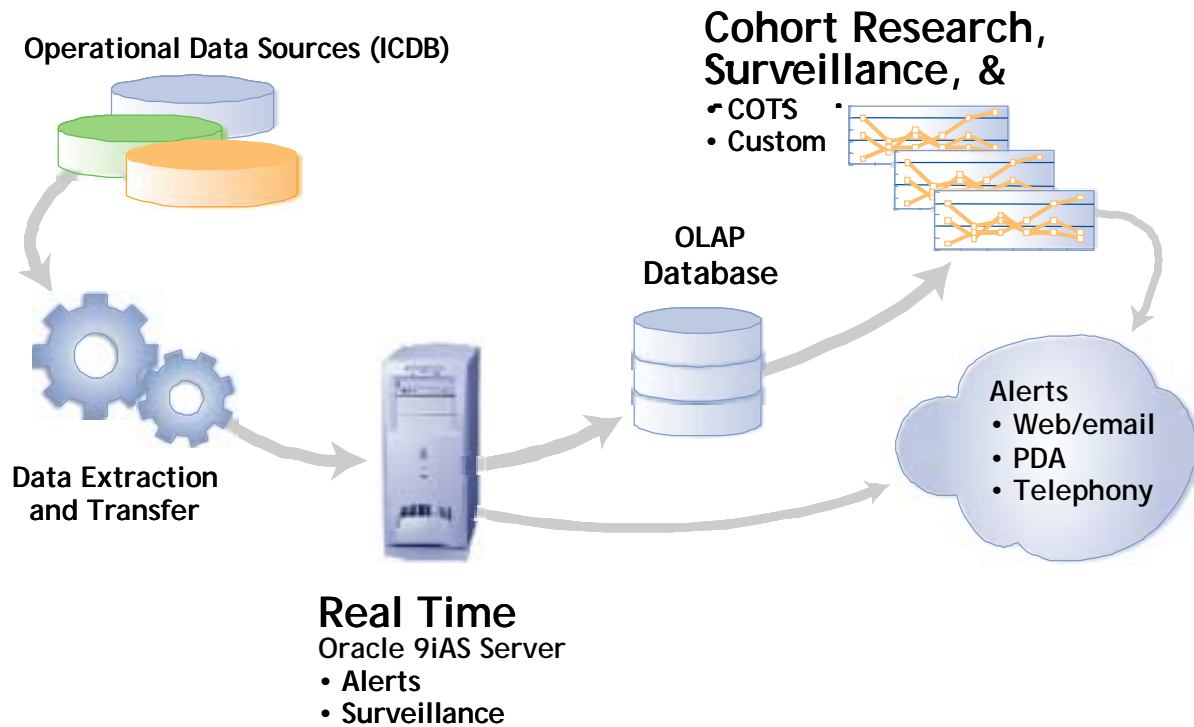 Operational Data Sources (ICDB)
Cohort Research,
Surveillance, &
• COTS
• Custom
OLAP
Database
Alerts
• Web/email
• PDA
• Telephony
Data Extraction
and Transfer
Real Time
Oracle 9iAS Server
• Alerts
• Surveillance